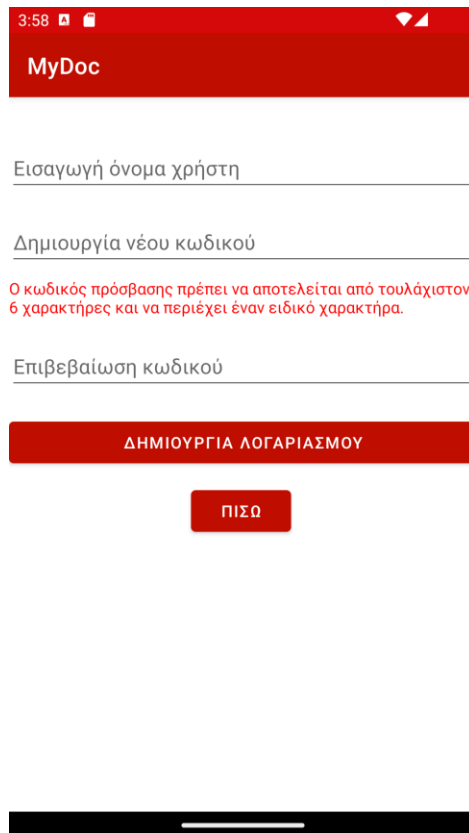 3:58
MyDoc
Εισαγωγή όνομα χρήστη
Δημιουργία νέου κωδικού
Ο κωδικός πρόσβασης πρέπει να αποτελείται από τουλάχιστον
6 χαρακτήρες και να περιέχει έναν ειδικό χαρακτήρα.
Επιβεβαίωση κωδικού
ΔΗΜΙΟΥΡΓΙΑ ΛΟΓΑΡΙΑΣΜΟΥ
ΠΙΣΩ